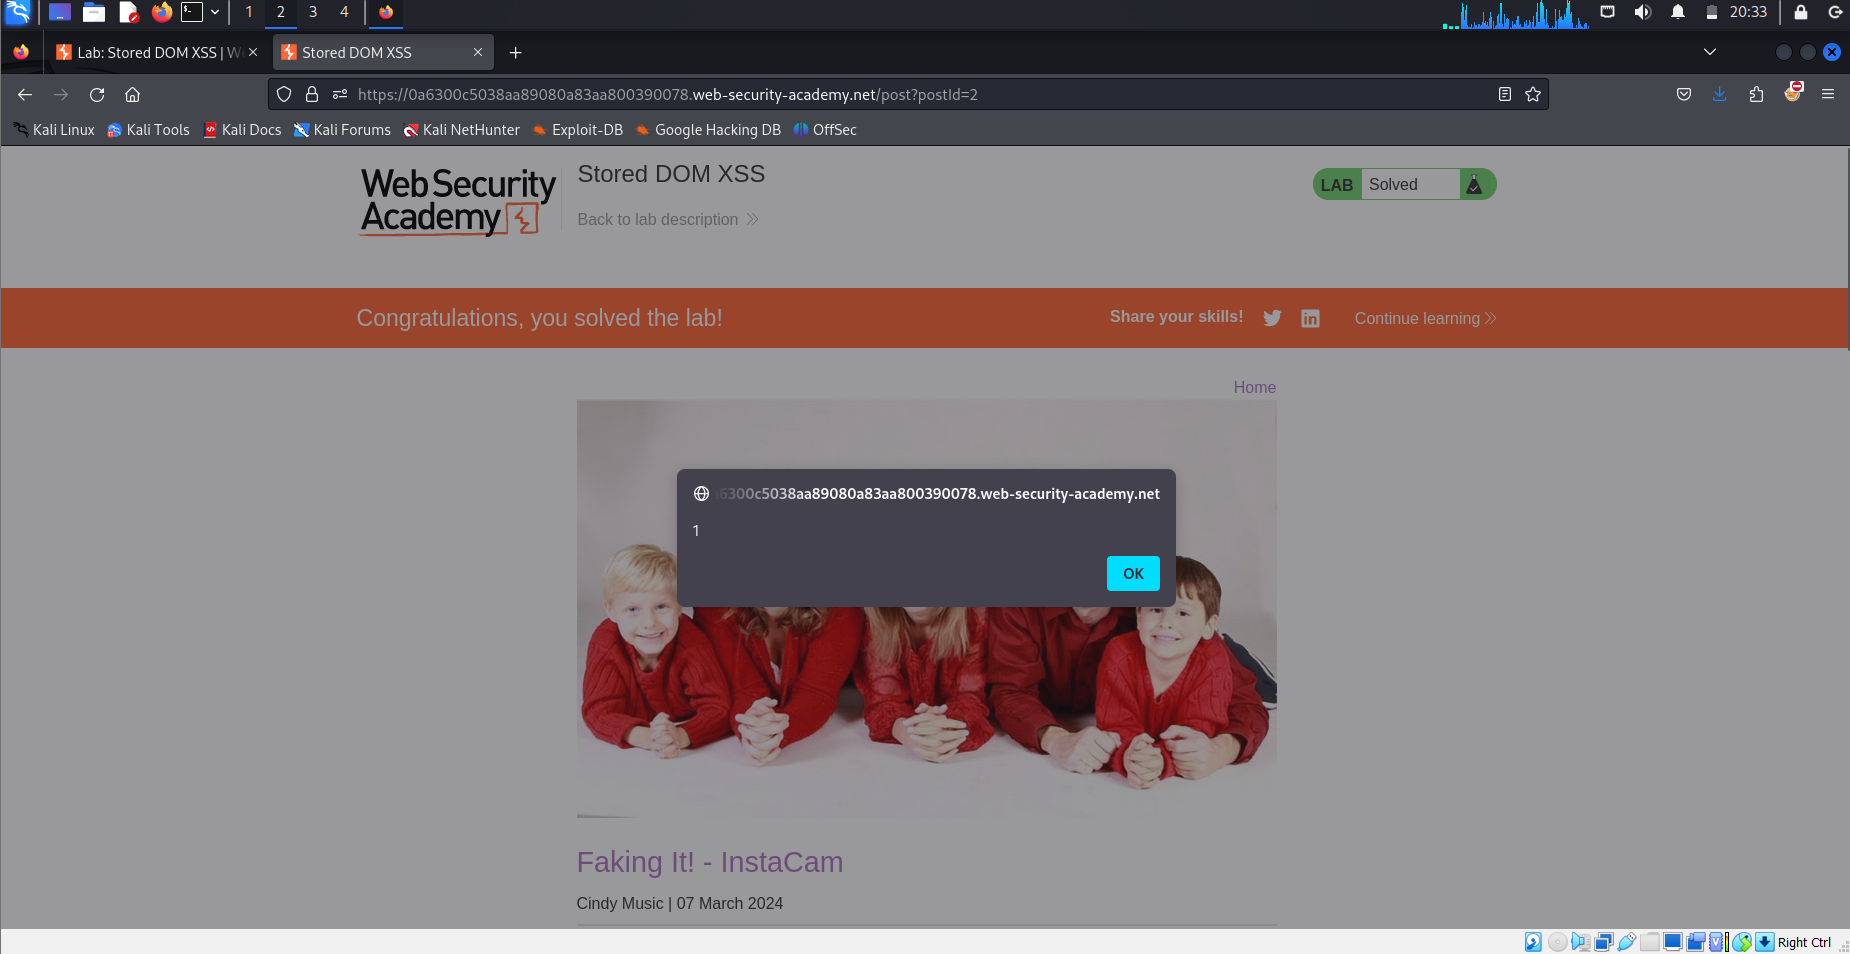 1 2 3 4 20:33
Lab: Stored DOM XSS | W Stored DOM XSS
https://0a6300c5038aa89080a83aa800390078.web-security-academy.net/post?postId=2
Kali Linux Kali Tools Kali Docs Kali Forums Kali NetHunter Exploit-DB Google Hacking DB OffSec
WebSecurity
Academy
Stored DOM XSS
Back to lab description
LAB Solved
Congratulations, you solved the lab!
Share your skills! Continue learning
Home
6300c5038aa89080a83aa800390078.web-security-academy.net
1
OK
Faking It! - InstaCam
Cindy Music | 07 March 2024
Right Ctrl